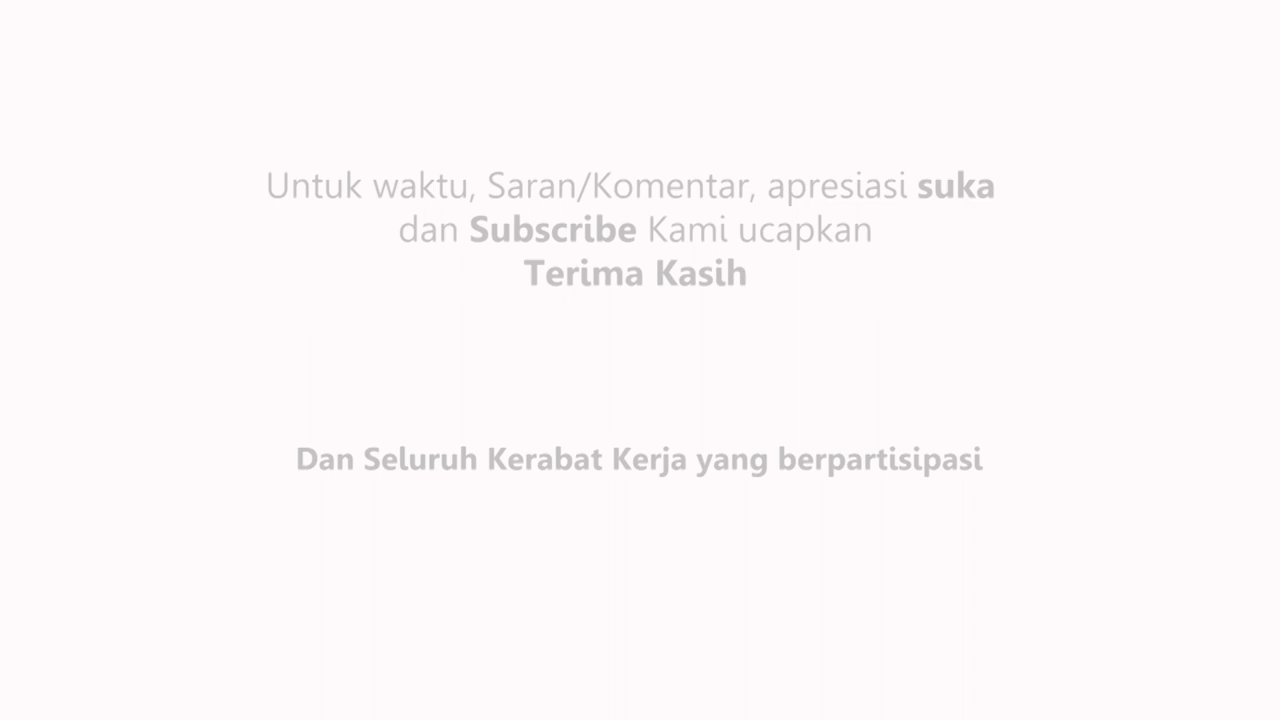 Untuk waktu, Saran/Komentar, apresiasi suka
dan Subscribe Kami ucapkan
Terima Kasih
Dan Seluruh Kerabat Kerja yang berpartisipasi